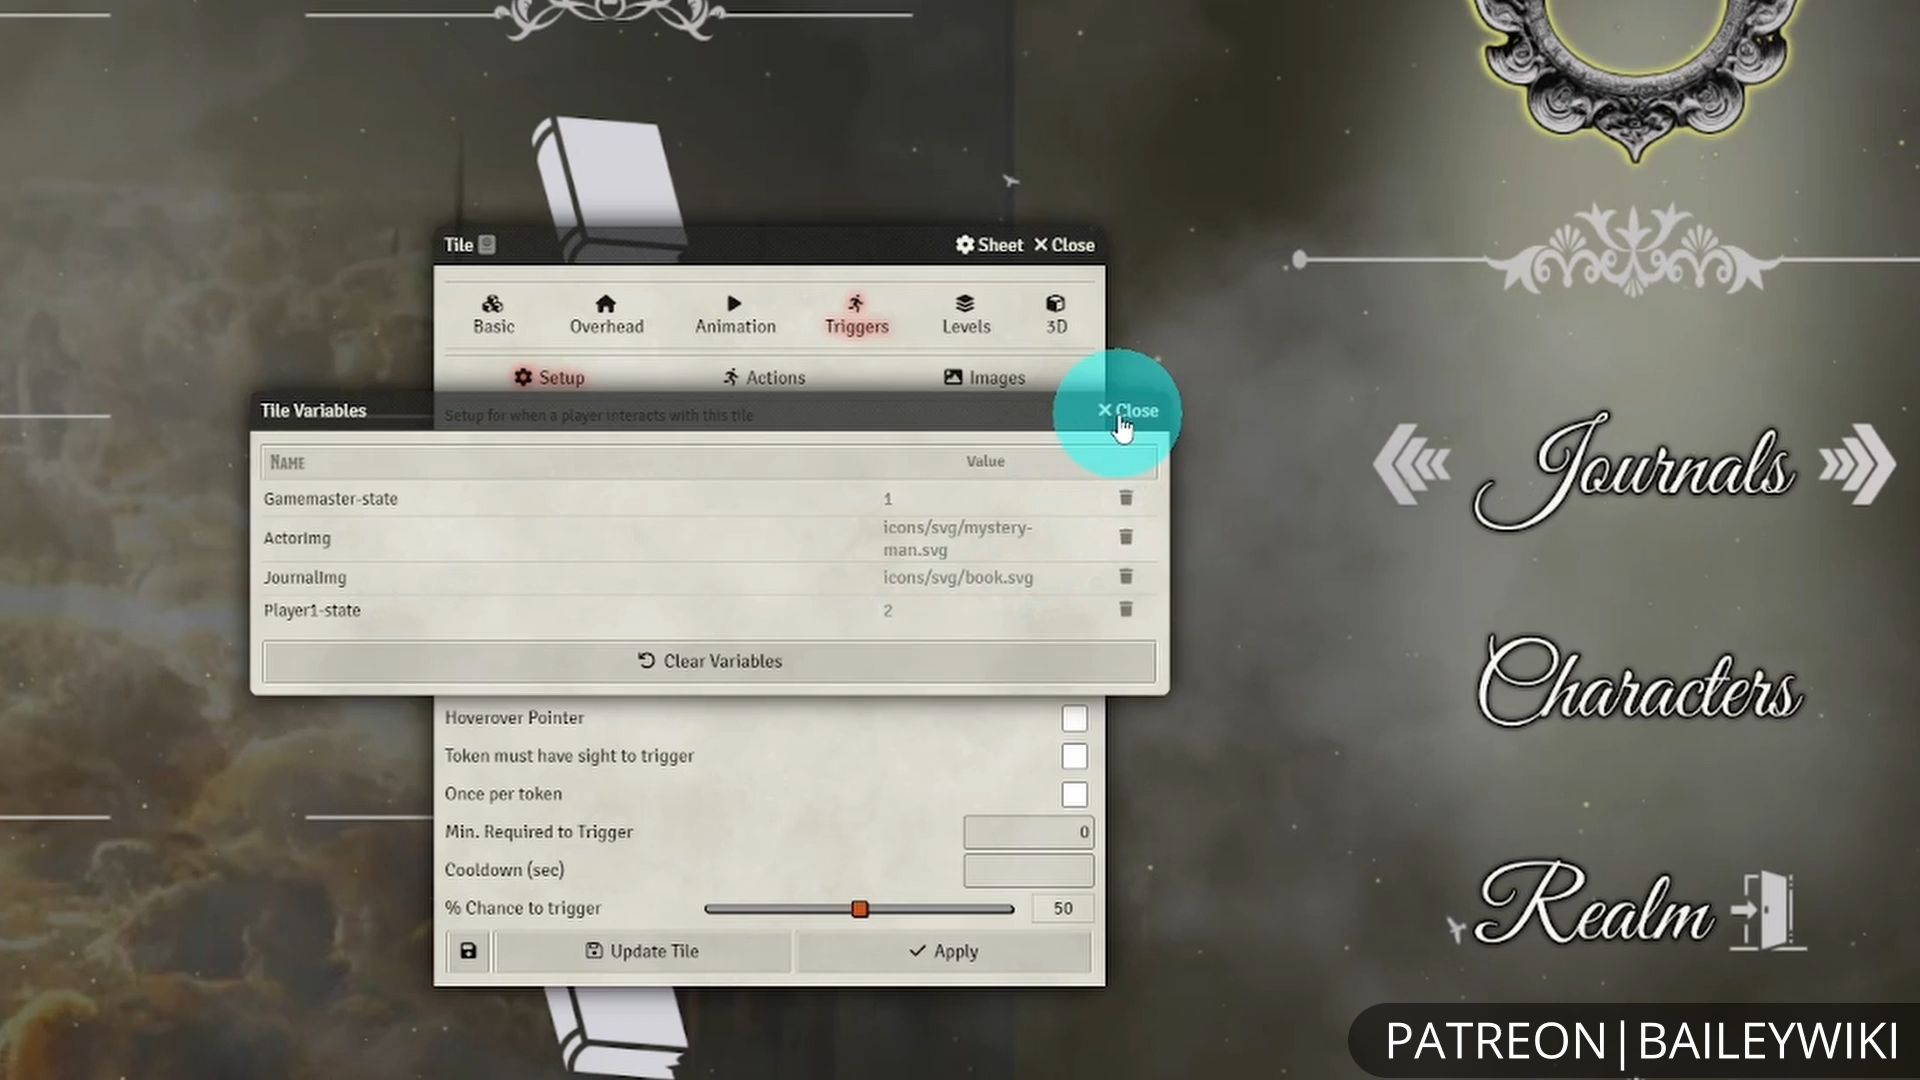 Tile
Sheet
Close
Basic
Overhead
Animation
Triggers
Levels
3D
Setup
Actions
Images
Tile Variables
Setup for when a player interacts with this tile
Close
Name
Value
Gamemaster-state
1
ActorImg
icons/svg/mystery-
man.svg
JournalImg
icons/svg/book.svg
Player1-state
2
Clear Variables
Hoverover Pointer
Token must have sight to trigger
Once per token
Min. Required to Trigger
0
Cooldown (sec)
% Chance to trigger
50
Update Tile
Apply
Journals
Characters
Realm
PATREON|BAILEYWIKI